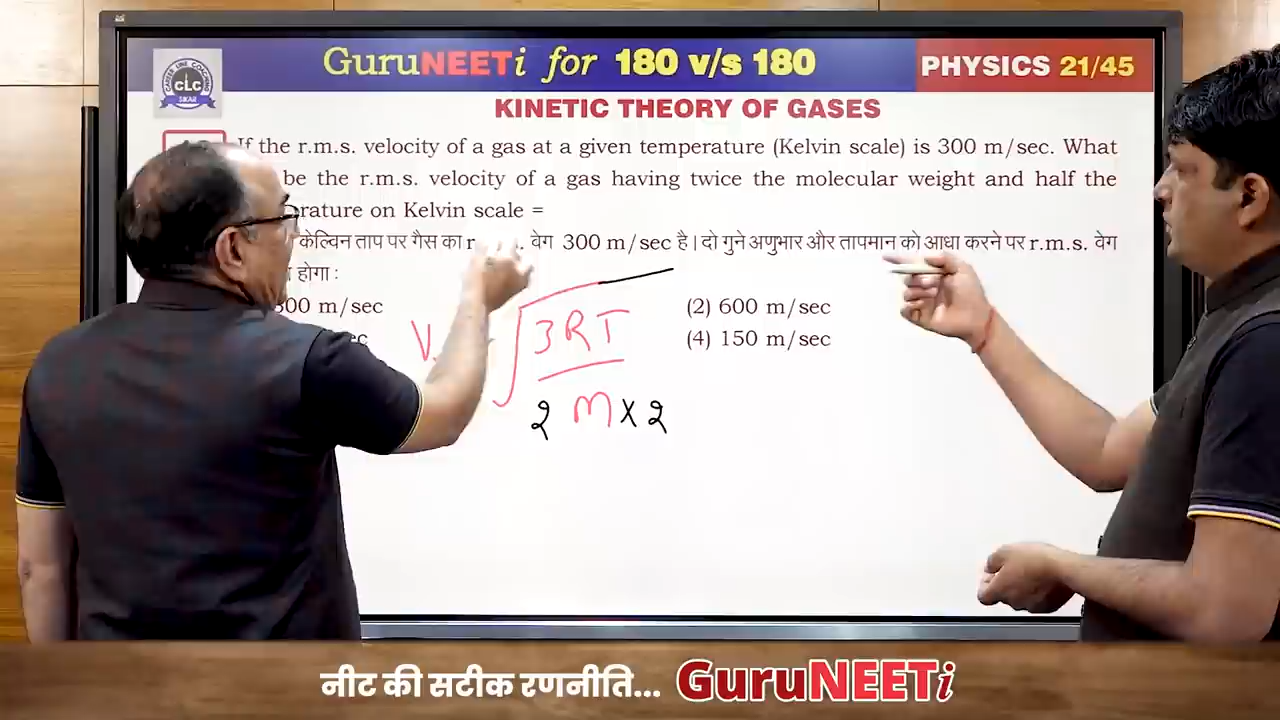 GuruNEETi for 180 v/s 180
PHYSICS 21/45
CLC
SIKAR
KINETIC THEORY OF GASES
If the r.m.s. velocity of a gas at a given temperature (Kelvin scale) is 300 m/sec. What
be the r.m.s. velocity of a gas having twice the molecular weight and half the
on Kelvin scale =
केल्विन ताप पर गैस का वेग 300 m/sec है। दो गुने अणुभार और तापमान को आधा करने पर r.m.s. वेग
होगा :
m/sec
(2) 600 m/sec
(4) 150 m/sec
√3RT
2 M × 2
नीट की सटीक रणनीति... GuruNEETi